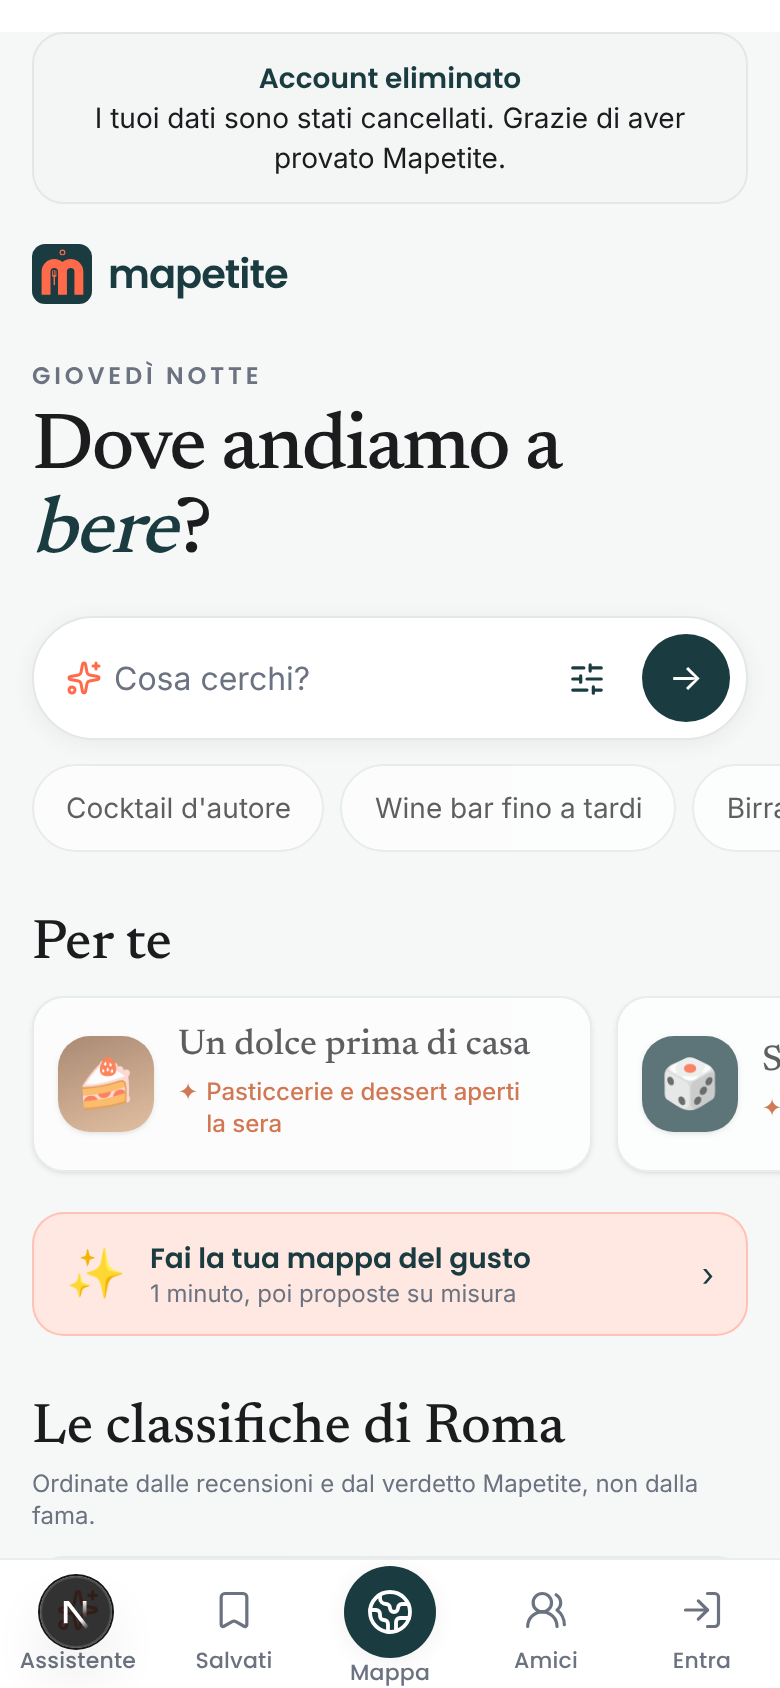 Account eliminato
I tuoi dati sono stati cancellati. Grazie di aver
provato Mapetite.
mapetite
GIOVEDÌ NOTTE
Dove andiamo a
bere?
Cosa cerchi?
Cocktail d'autore
Wine bar fino a tardi
Birra
Per te
Un dolce prima di casa
✦ Pasticcerie e dessert aperti
la sera
S
✦
Fai la tua mappa del gusto
1 minuto, poi proposte su misura
›
Le classifiche di Roma
Ordinate dalle recensioni e dal verdetto Mapetite, non dalla
fama.
N
Assistente
Salvati
Mappa
Amici
Entra